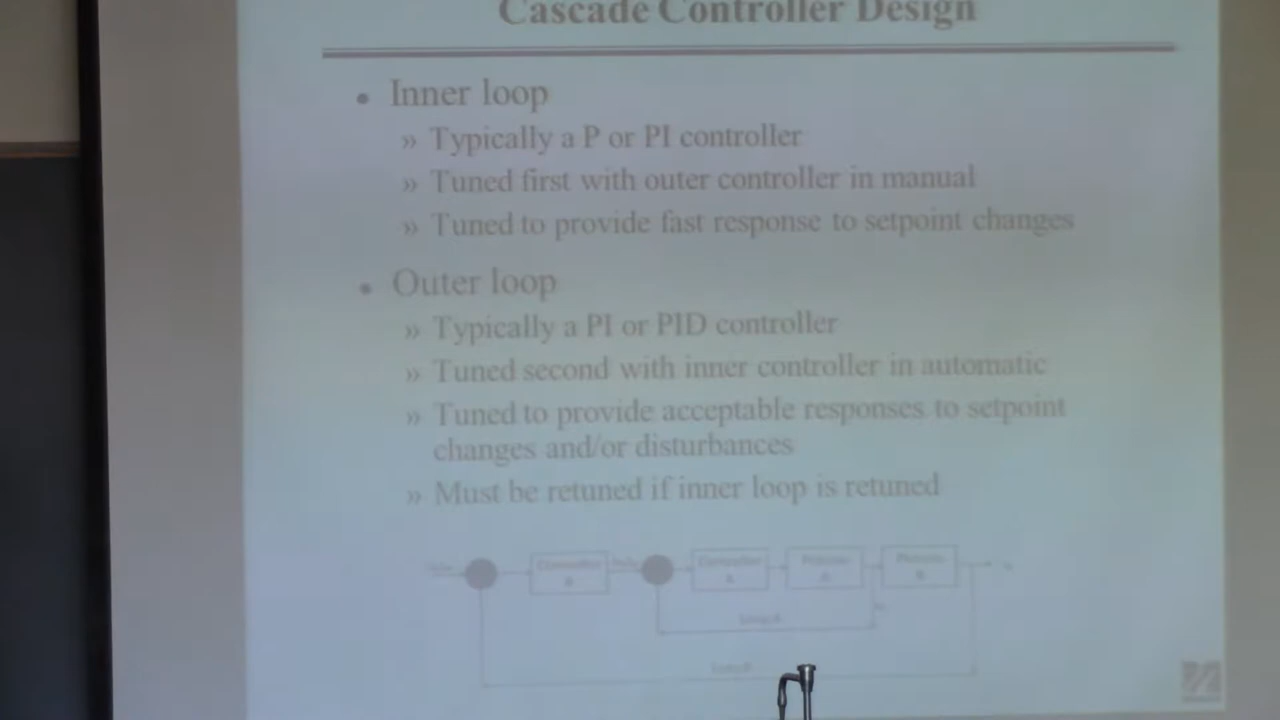 Cascade Controller Design
• Inner loop
» Typically a P or PI controller
» Tuned first with outer controller in manual
» Tuned to provide fast response to setpoint changes
• Outer loop
» Typically a PI or PID controller
» Tuned second with inner controller in automatic
» Tuned to provide acceptable responses to setpoint
changes and/or disturbances
» Must be retuned if inner loop is retuned